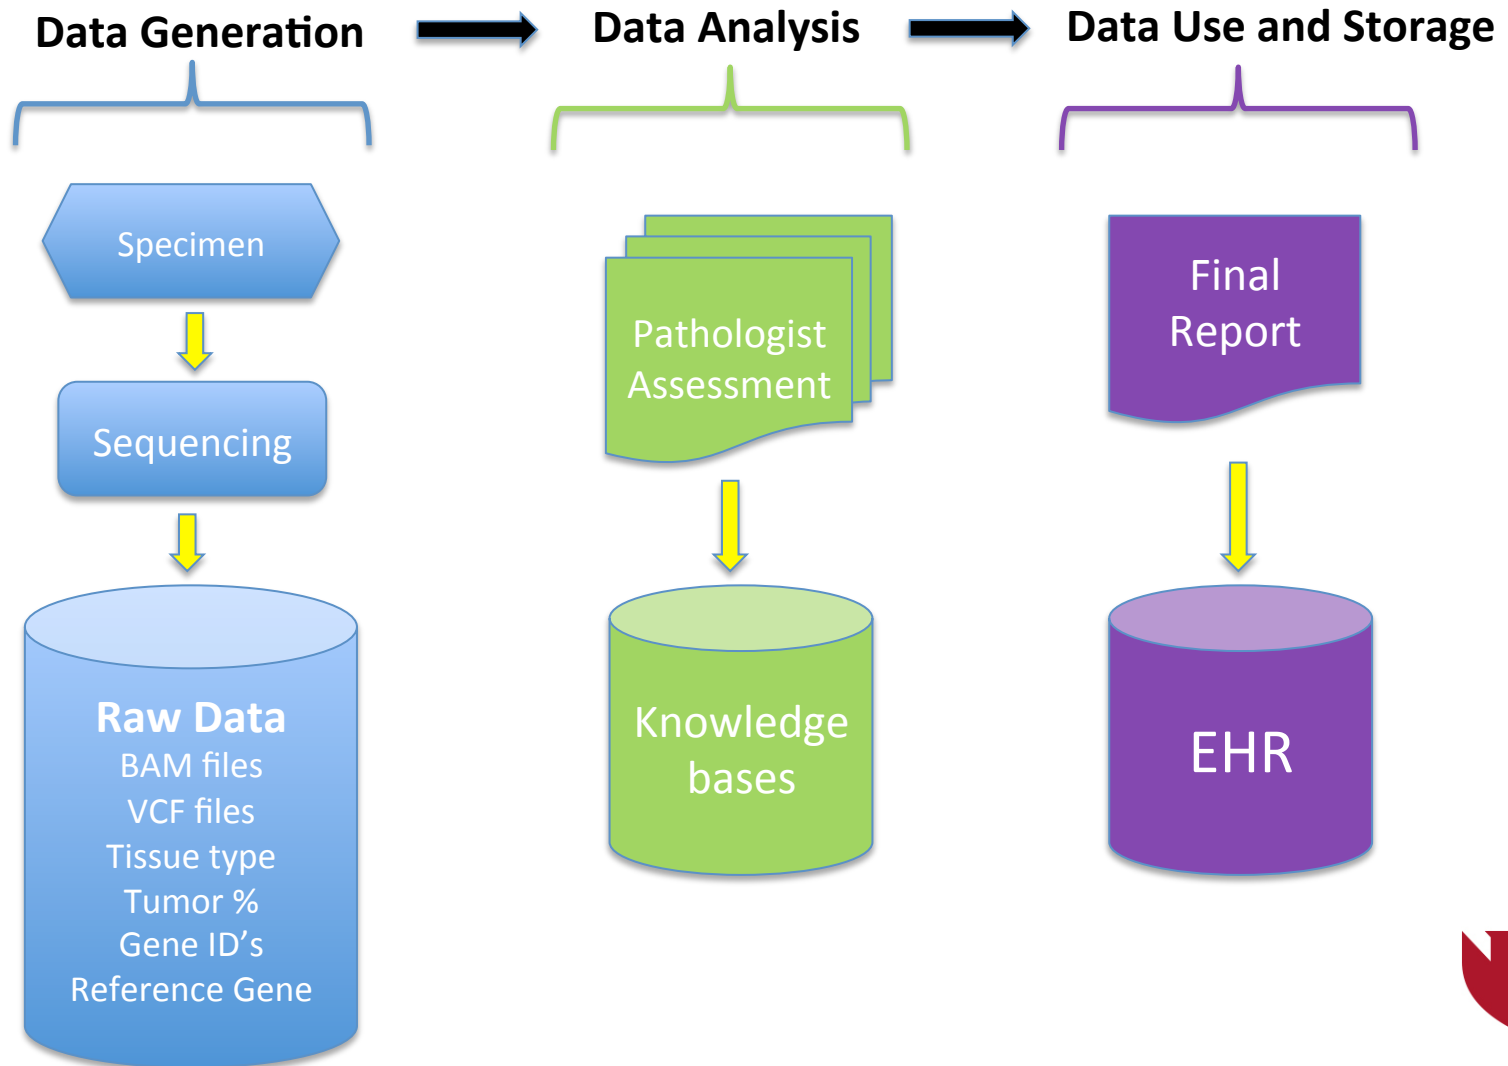 Data Generation
Data Analysis
Data Use and Storage
Specimen
Sequencing
Raw Data
BAM files
VCF files
Tissue type
Tumor %
Gene ID’s
Reference Gene
Pathologist
Assessment
Knowledge
bases
Final
Report
EHR